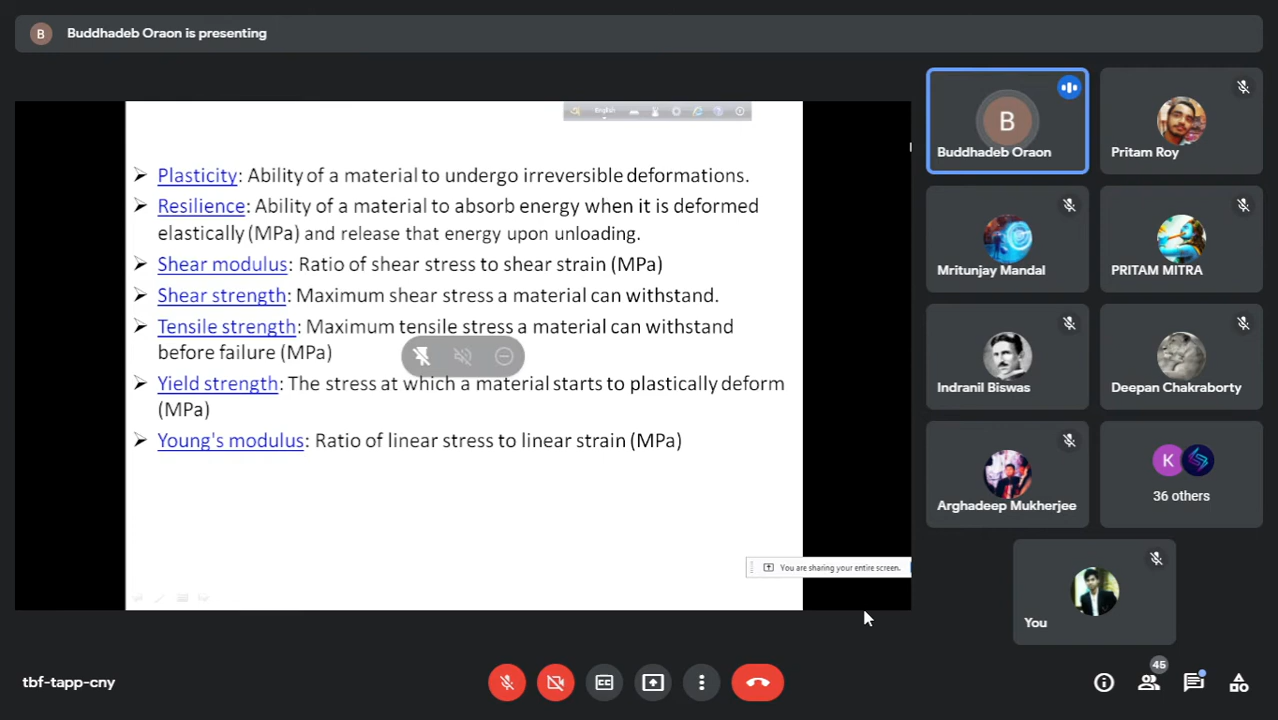 B Buddhadeb Oraon is presenting
English
Plasticity: Ability of a material to undergo irreversible deformations.
Resilience: Ability of a material to absorb energy when it is deformed
elastically (MPa) and release that energy upon unloading.
Shear modulus: Ratio of shear stress to shear strain (MPa)
Shear strength: Maximum shear stress a material can withstand.
Tensile strength: Maximum tensile stress a material can withstand
before failure (MPa)
Yield strength: The stress at which a material starts to plastically deform
(MPa)
Young's modulus: Ratio of linear stress to linear strain (MPa)
You are sharing your entire screen.
B
Buddhadeb Oraon
Pritam Roy
Mritunjay Mandal
PRITAM MITRA
Indranil Biswas
Deepan Chakraborty
Arghadeep Mukherjee
K
36 others
You
tbf-tapp-cny
CC
45